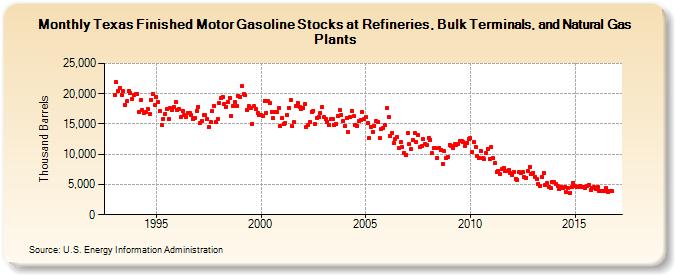 Monthly Texas Finished Motor Gasoline Stocks at Refineries, Bulk Terminals, and Natural Gas
Plants
Thousand Barrels
25,000
20,000
15,000
10,000
5,000
0
1995
2000
2005
2010
2015
Source: U.S. Energy Information Administration